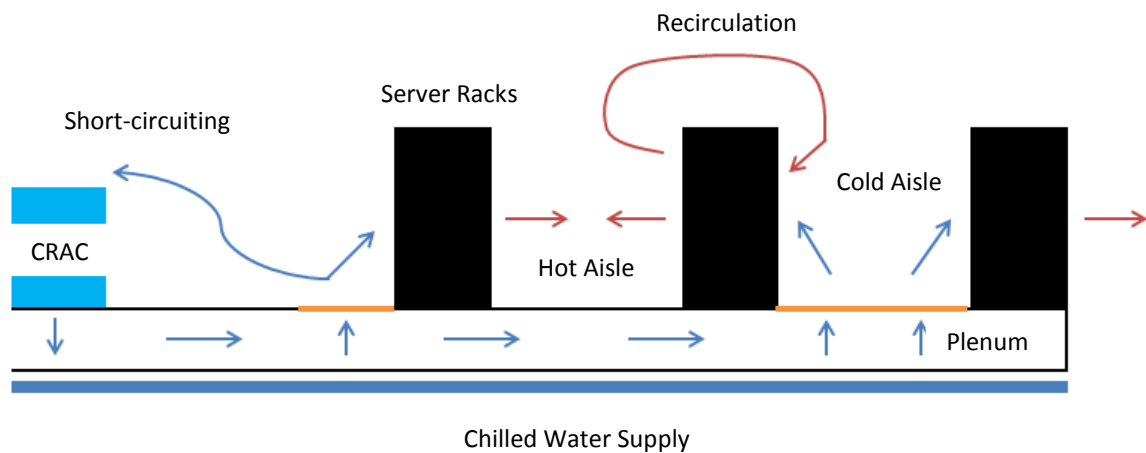 Recirculation
Server Racks
Short-circuiting
Cold Aisle
CRAC
Hot Aisle
Plenum
Chilled Water Supply